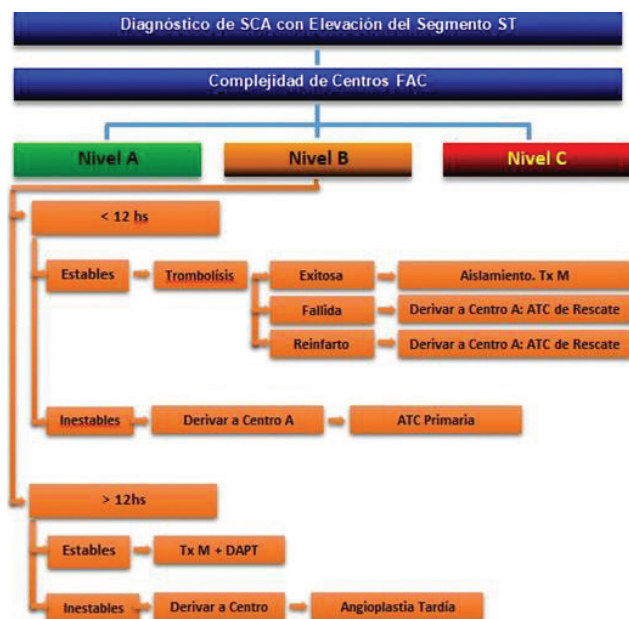 Diagnóstico de SCA con Elevación del Segmento ST
Complejidad de Centros FAC
Nivel A
Nivel B
Nivel C
< 12 hs
Estables
Trombolísis
Exitosa
Aislamiento. Tx M
Fallida
Derivar a Centro A: ATC de Rescate
Reinfarto
Derivar a Centro A: ATC de Rescate
Inestables
Derivar a Centro A
ATC Primaria
> 12hs
Estables
Tx M + DAPT
Inestables
Derivar a Centro
Angioplastia Tardía